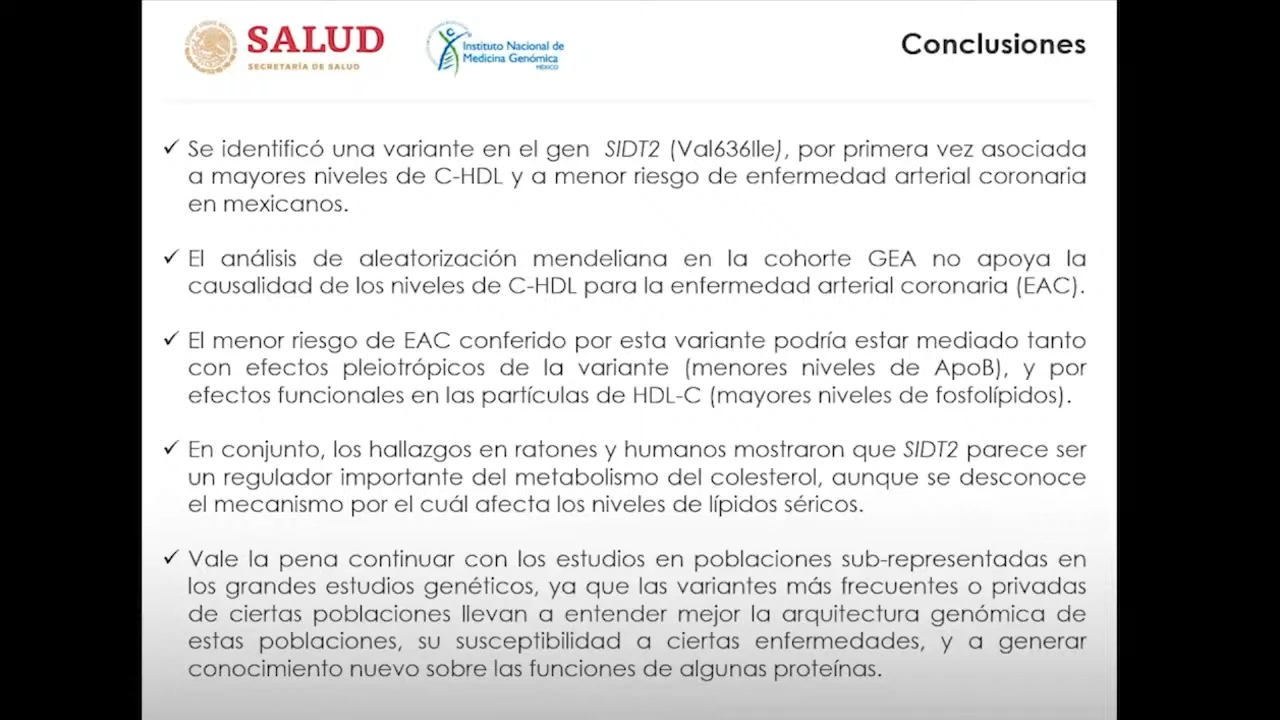 SALUD
SECRETARÍA DE SALUD
Instituto Nacional de
Medicina Genómica
MÉXICO
Conclusiones
✓ Se identificó una variante en el gen SIDT2 (Val636Ile), por primera vez asociada
a mayores niveles de C-HDL y a menor riesgo de enfermedad arterial coronaria
en mexicanos.
✓ El análisis de aleatorización mendeliana en la cohorte GEA no apoya la
causalidad de los niveles de C-HDL para la enfermedad arterial coronaria (EAC).
✓ El menor riesgo de EAC conferido por esta variante podría estar mediado tanto
con efectos pleiotrópicos de la variante (menores niveles de ApoB), y por
efectos funcionales en las partículas de HDL-C (mayores niveles de fosfolípidos).
✓ En conjunto, los hallazgos en ratones y humanos mostraron que SIDT2 parece ser
un regulador importante del metabolismo del colesterol, aunque se desconoce
el mecanismo por el cuál afecta los niveles de lípidos séricos.
✓ Vale la pena continuar con los estudios en poblaciones sub-representadas en
los grandes estudios genéticos, ya que las variantes más frecuentes o privadas
de ciertas poblaciones llevan a entender mejor la arquitectura genómica de
estas poblaciones, su susceptibilidad a ciertas enfermedades, y a generar
conocimiento nuevo sobre las funciones de algunas proteínas.